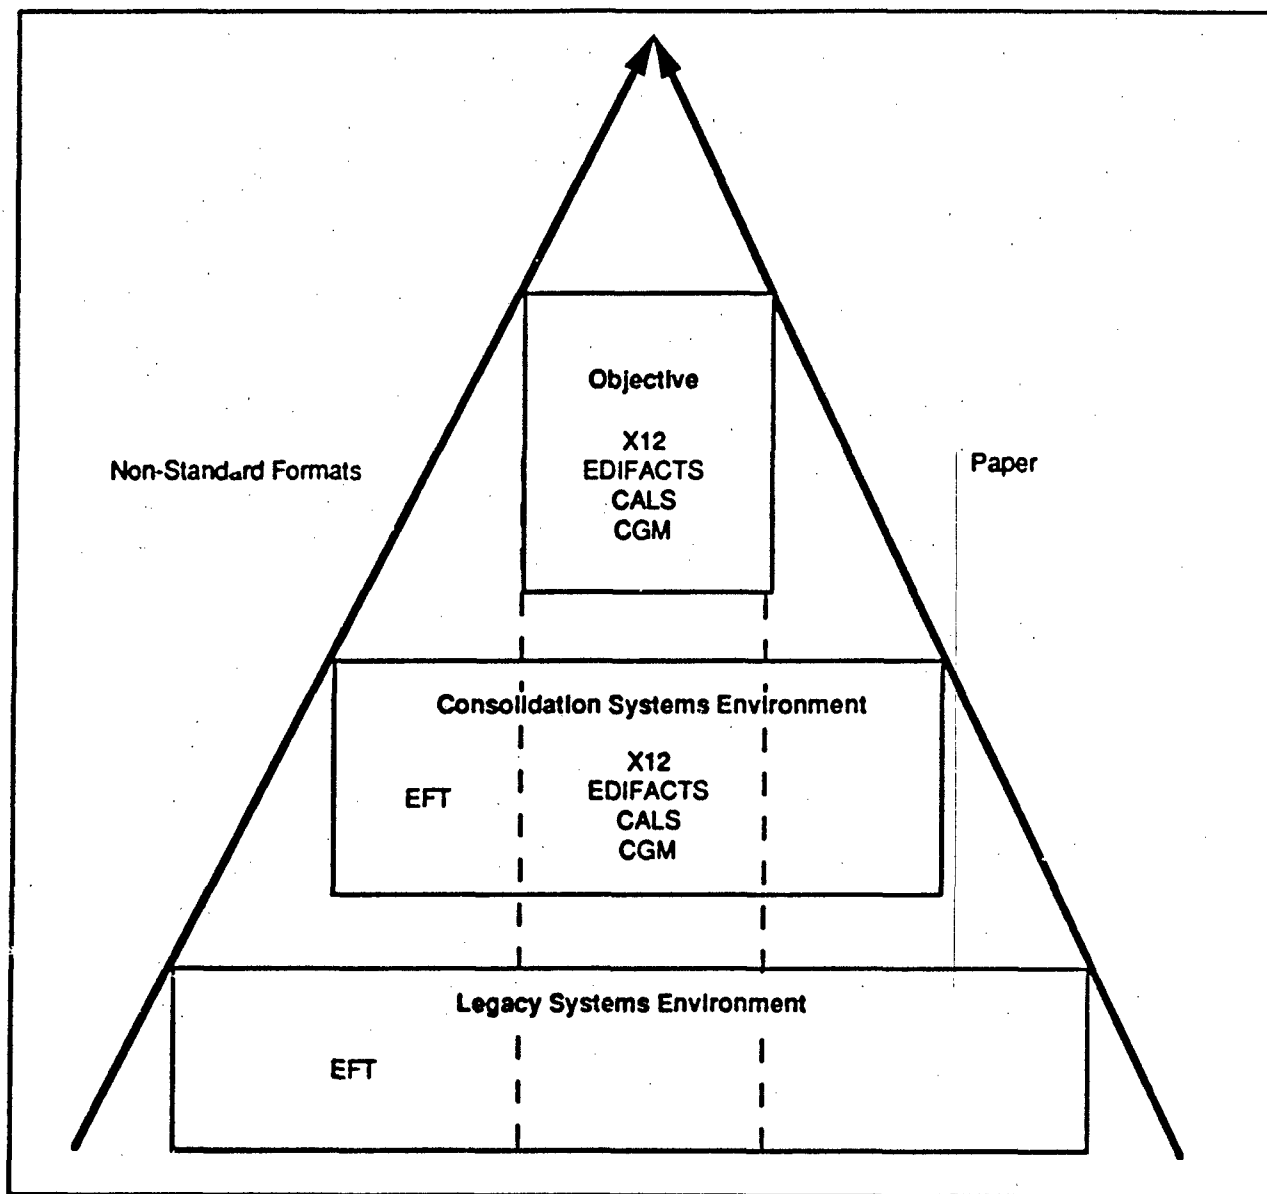 Objective
X12
EDIFACTS
CALS
CGM
Non-Standard Formats
Paper
Consolidation Systems Environment
X12
EDIFACTS
CALS
CGM
EFT
Legacy Systems Environment
EFT